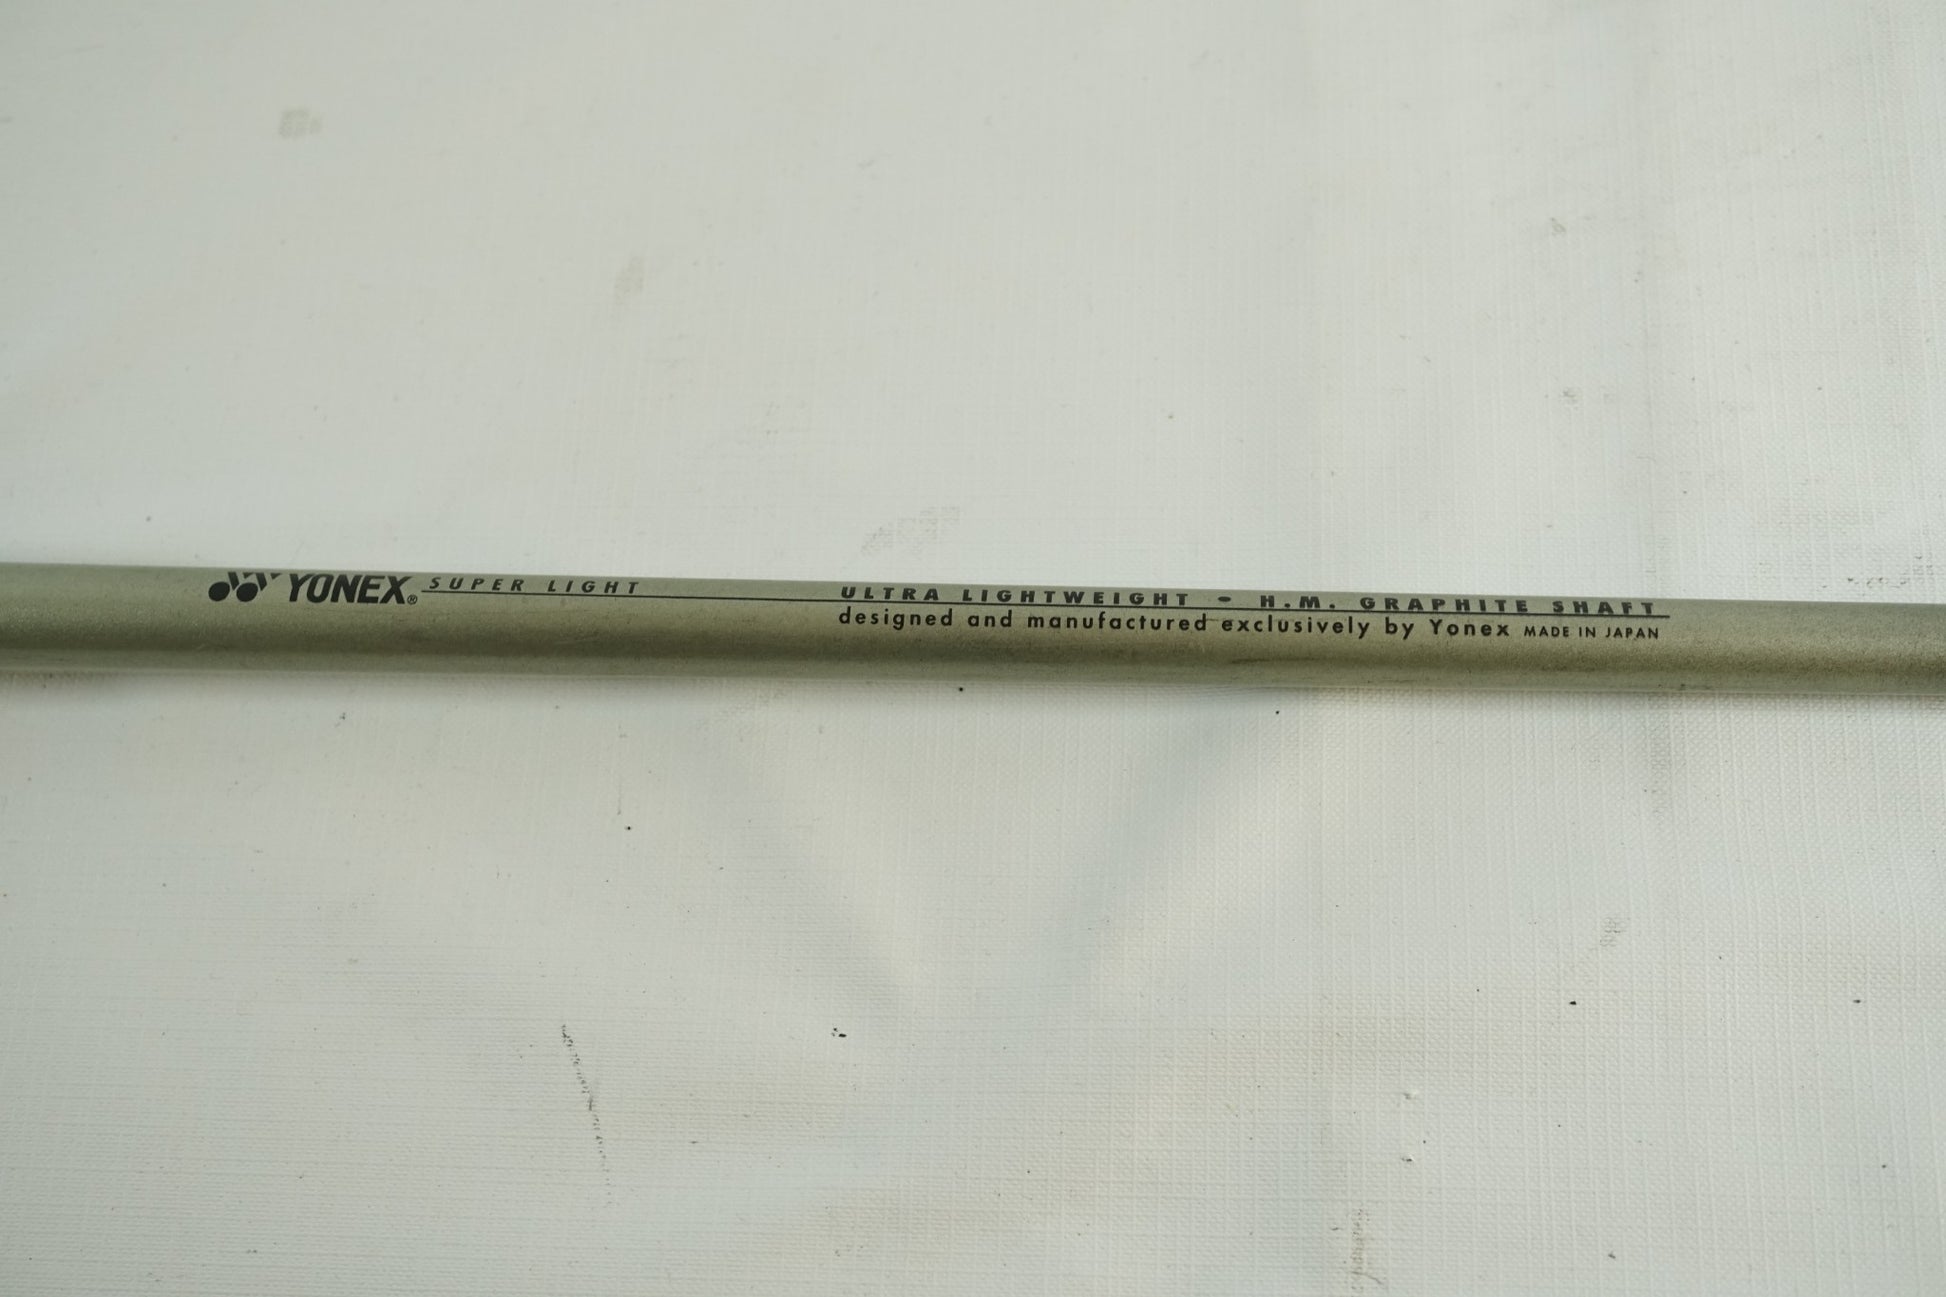 YONEX® SUPER LIGHT
ULTRA LIGHTWEIGHT - H.M. GRAPHITE SHAFT
designed and manufactured exclusively by Yonex MADE IN JAPAN